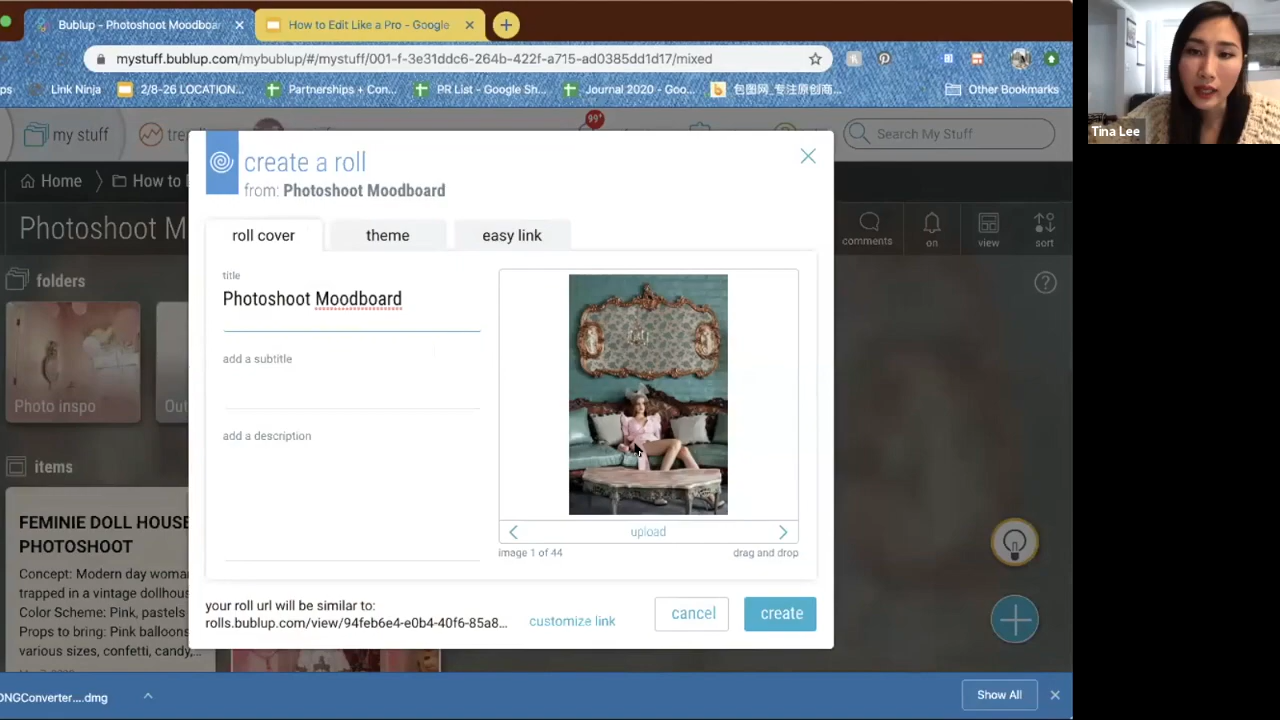 Bublup - Photoshoot Moodboar
How to Edit Like a Pro - Google
mystuff.bublup.com/mybublup/#/mystuff/001-f-3e31ddc6-264b-422f-a715-ad0385dd1d17/mixed
ps
Link Ninja
2/8-26 LOCATION...
Partnerships + Con...
PR List - Google Sh...
Journal 2020 - Goo...
包图网_专注原创商...
Other Bookmarks
Tina Lee
my stuff
tre
99+
Search My Stuff
Home
How to
Photoshoot M
comments
on
view
sort
folders
Photo inspo
Out
items
FEMINIE DOLL HOUSE
PHOTOSHOOT
Concept: Modern day woma
trapped in a vintage dollhous
Color Scheme: Pink, pastels
Props to bring: Pink balloons
various sizes, confetti, candy,...
create a roll
from: Photoshoot Moodboard
roll cover
theme
easy link
title
Photoshoot Moodboard
add a subtitle
add a description
upload
image 1 of 44
drag and drop
your roll url will be similar to:
rolls.bublup.com/view/94feb6e4-e0b4-40f6-85a8...
customize link
cancel
create
DNGConverter....dmg
Show All